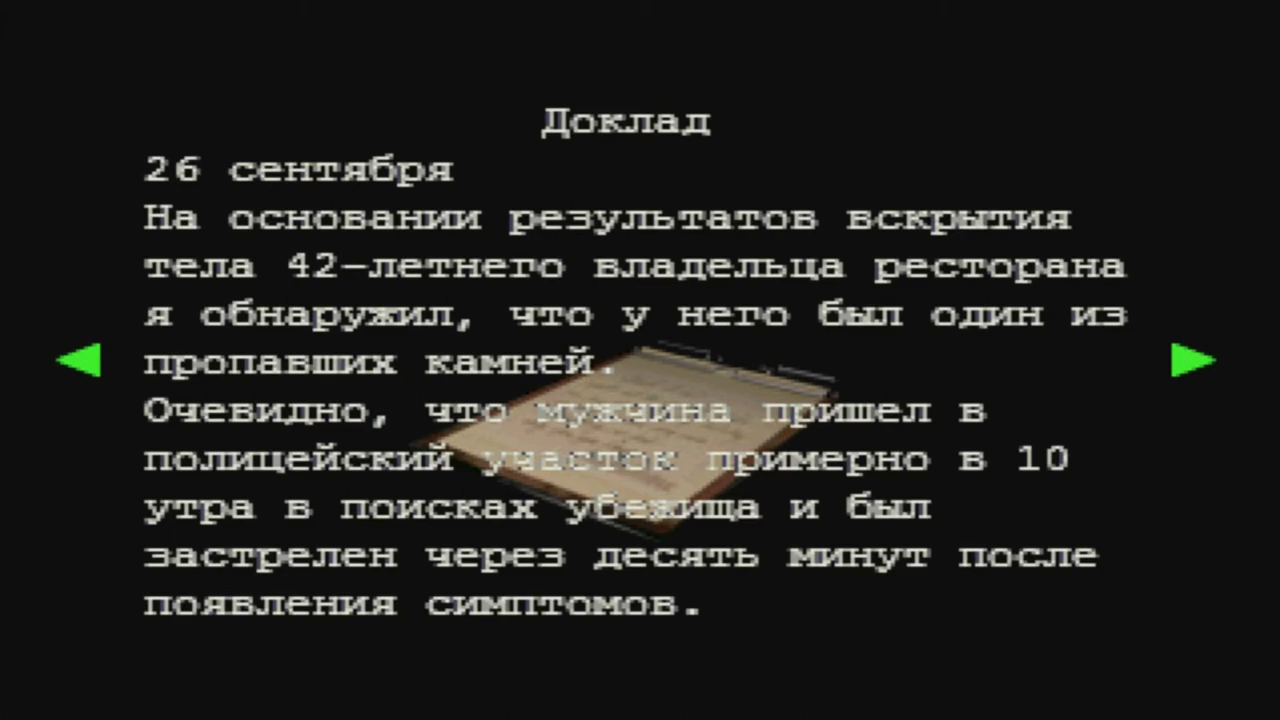 Доклад
26 сентября
На основании результатов вскрытия
тела 42-летнего владельца ресторана
я обнаружил, что у него был один из
пропавших камней.
Очевидно, что мужчина пришел в
полицейский участок примерно в 10
утра в поисках убежища и был
застрелен через десять минут после
появления симптомов.